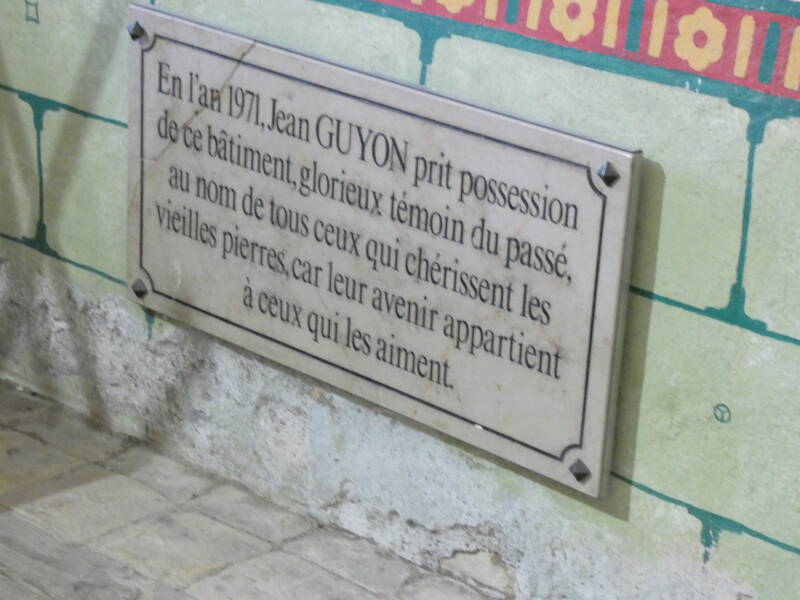 En l'an 1971, Jean GUYON prit possession
de ce bâtiment, glorieux témoin du passé,
au nom de tous ceux qui chérissent les
vieilles pierres, car leur avenir appartient
à ceux qui les aiment.